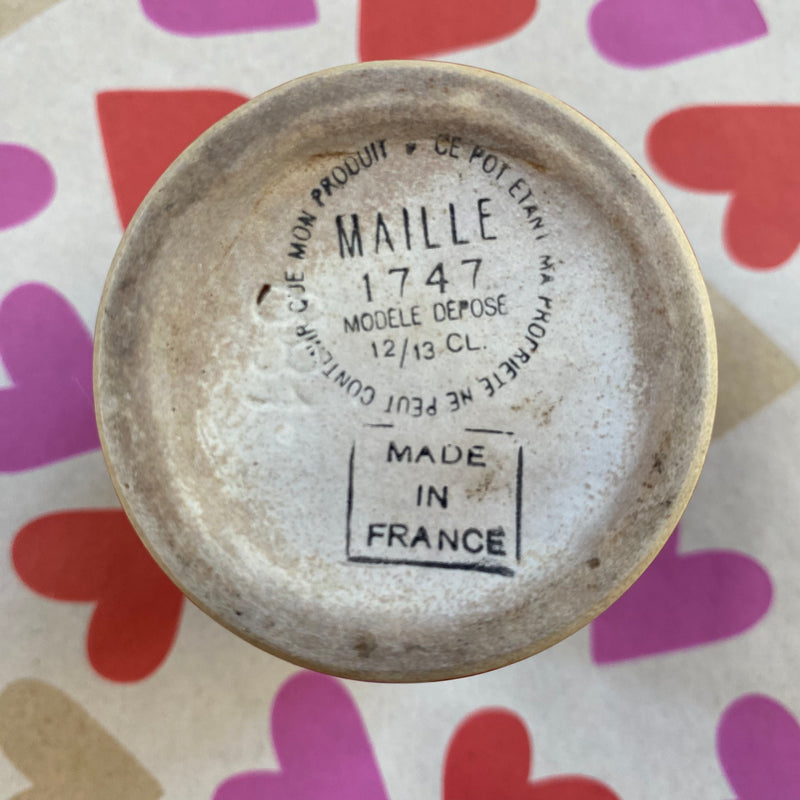 CE POT ETANT MA PROPRIETE NE PEUT CONTENIR QUE MON PRODUIT
MAILLE
1747
MODELE DEPOSE
12/13 CL.
MADE
IN
FRANCE